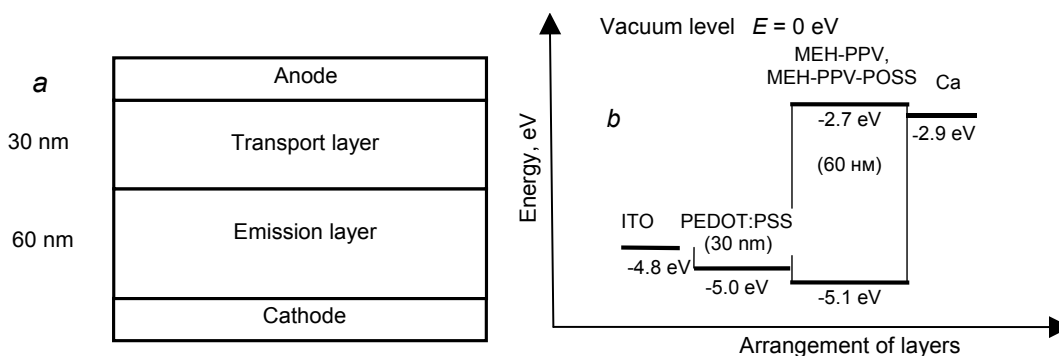 a
Anode
30 nm
Transport layer
60 nm
Emission layer
Cathode
Vacuum level E = 0 eV
MEH-PPV,
MEH-PPV-POSS
Ca
b
-2.7 eV
-2.9 eV
(60 нм)
Energy, eV
ITO
PEDOT:PSS
(30 nm)
-4.8 eV
-5.0 eV
-5.1 eV
Arrangement of layers